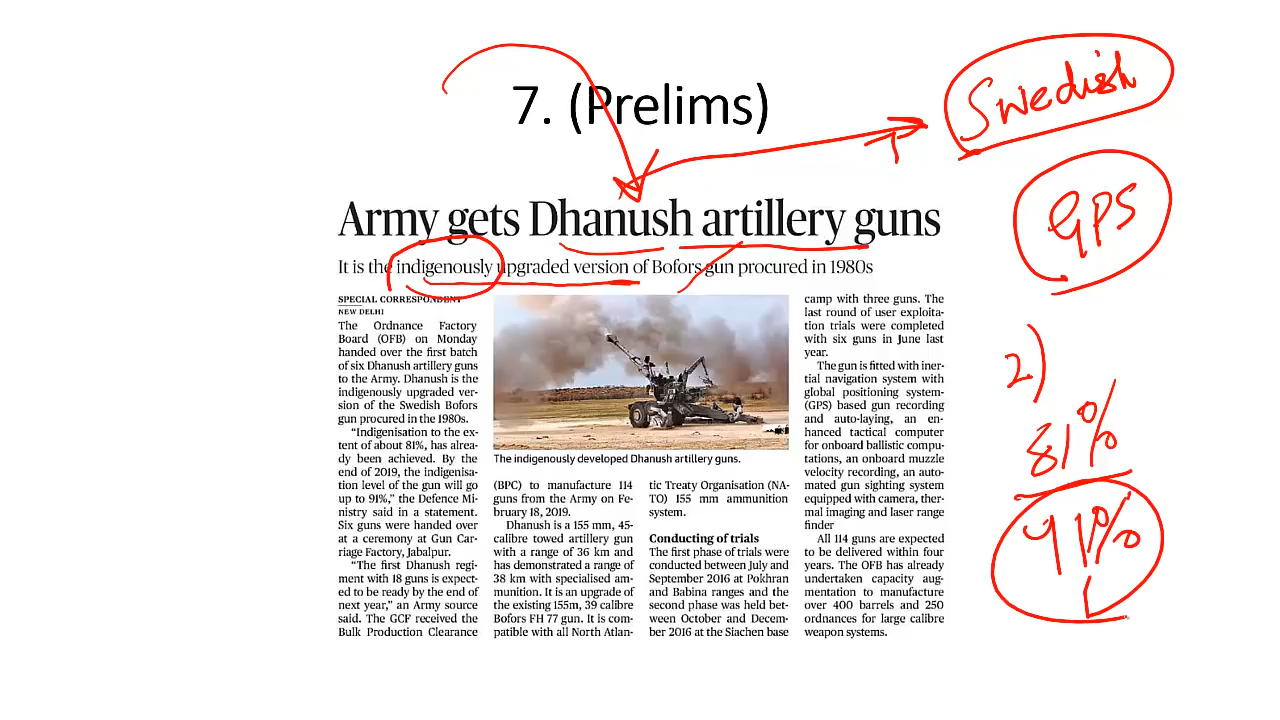 7. (Prelims)
Swedish
GPS
2)
81%
91%
Army gets Dhanush artillery guns
It is the indigenously upgraded version of Bofors gun procured in 1980s
SPECIAL CORRESPONDENT
NEW DELHI
The Ordnance Factory
Board (OFB) on Monday
handed over the first batch
of six Dhanush artillery guns
to the Army. Dhanush is the
indigenously upgraded ver-
sion of the Swedish Bofors
gun procured in the 1980s.
“Indigenisation to the ex-
tent of about 81%, has alrea-
dy been achieved. By the
end of 2019, the indigenisa-
tion level of the gun will go
up to 91%,” the Defence Mi-
nistry said in a statement.
Six guns were handed over
at a ceremony at Gun Car-
riage Factory, Jabalpur.
“The first Dhanush regi-
ment with 18 guns is expect-
ed to be ready by the end of
next year,” an Army source
said. The GCF received the
Bulk Production Clearance
The indigenously developed Dhanush artillery guns.
(BPC) to manufacture 114
guns from the Army on Fe-
bruary 18, 2019.
Dhanush is a 155 mm, 45-
calibre towed artillery gun
with a range of 36 km and
has demonstrated a range of
38 km with specialised am-
munition. It is an upgrade of
the existing 155m, 39 calibre
Bofors FH 77 gun. It is com-
patible with all North Atlan-
tic Treaty Organisation (NA-
TO) 155 mm ammunition
system.
Conducting of trials
The first phase of trials were
conducted between July and
September 2016 at Pokhran
and Babina ranges and the
second phase was held bet-
ween October and Decem-
ber 2016 at the Siachen base
camp with three guns. The
last round of user exploita-
tion trials were completed
with six guns in June last
year.
The gun is fitted with iner-
tial navigation system with
global positioning system-
(GPS) based gun recording
and auto-laying, an en-
hanced tactical computer
for onboard ballistic compu-
tations, an onboard muzzle
velocity recording, an auto-
mated gun sighting system
equipped with camera, ther-
mal imaging and laser range
finder
All 114 guns are expected
to be delivered within four
years. The OFB has already
undertaken capacity aug-
mentation to manufacture
over 400 barrels and 250
ordnances for large calibre
weapon systems.